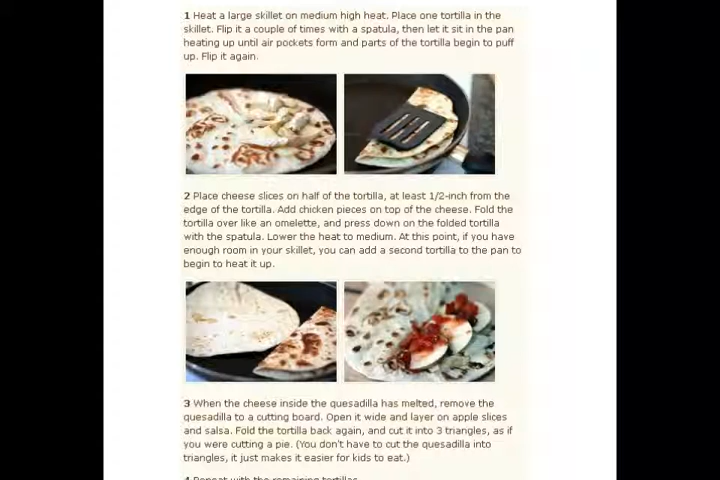 1 Heat a large skillet on medium high heat. Place one tortilla in the
skillet. Flip it a couple of times with a spatula, then let it sit in the pan
heating up until air pockets form and parts of the tortilla begin to puff
up. Flip it again.
2 Place cheese slices on half of the tortilla, at least 1/2-inch from the
edge of the tortilla. Add chicken pieces on top of the cheese. Fold the
tortilla over like an omelette, and press down on the folded tortilla
with the spatula. Lower the heat to medium. At this point, if you have
enough room in your skillet, you can add a second tortilla to the pan to
begin to heat it up.
3 When the cheese inside the quesadilla has melted, remove the
quesadilla to a cutting board. Open it wide and layer on apple slices
and salsa. Fold the tortilla back again, and cut it into 3 triangles, as if
you were cutting a pie. (You don't have to cut the quesadilla into
triangles, it just makes it easier for kids to eat.)
4 Repeat with the remaining tortillas